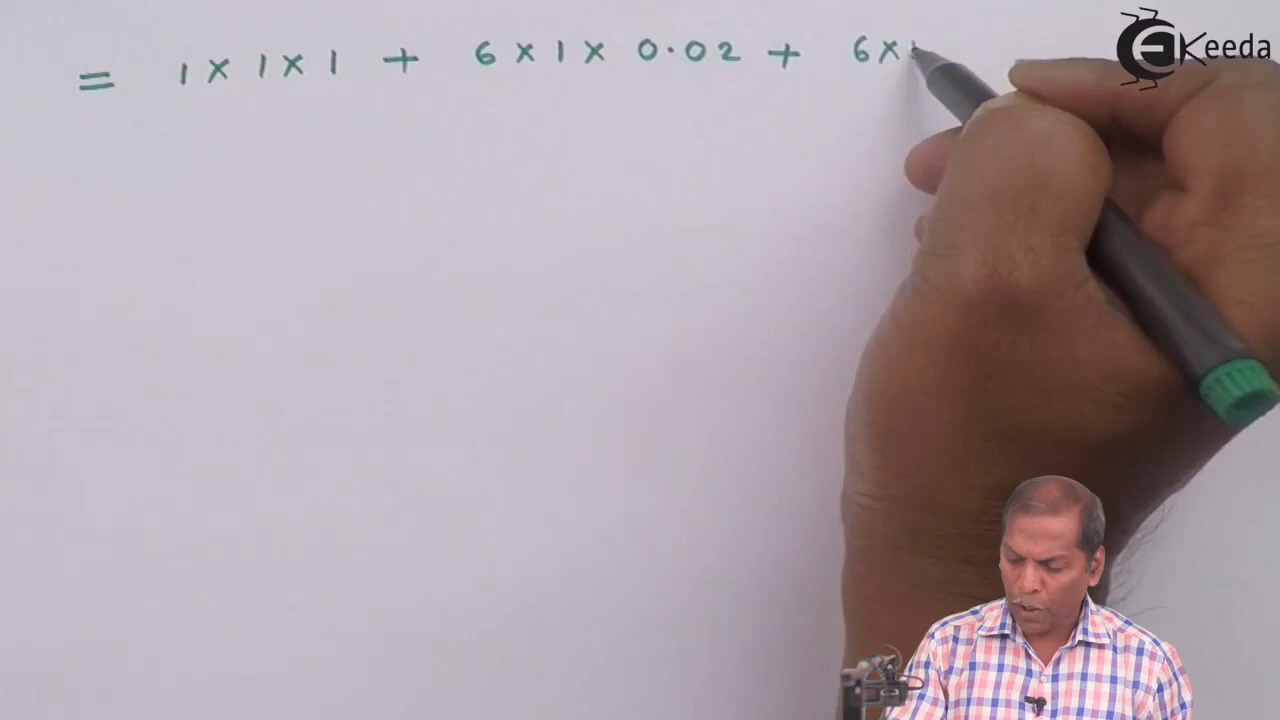 = 1 × 1 × 1 + 6 × 1 × 0.02 + 6 ×
EKeeda